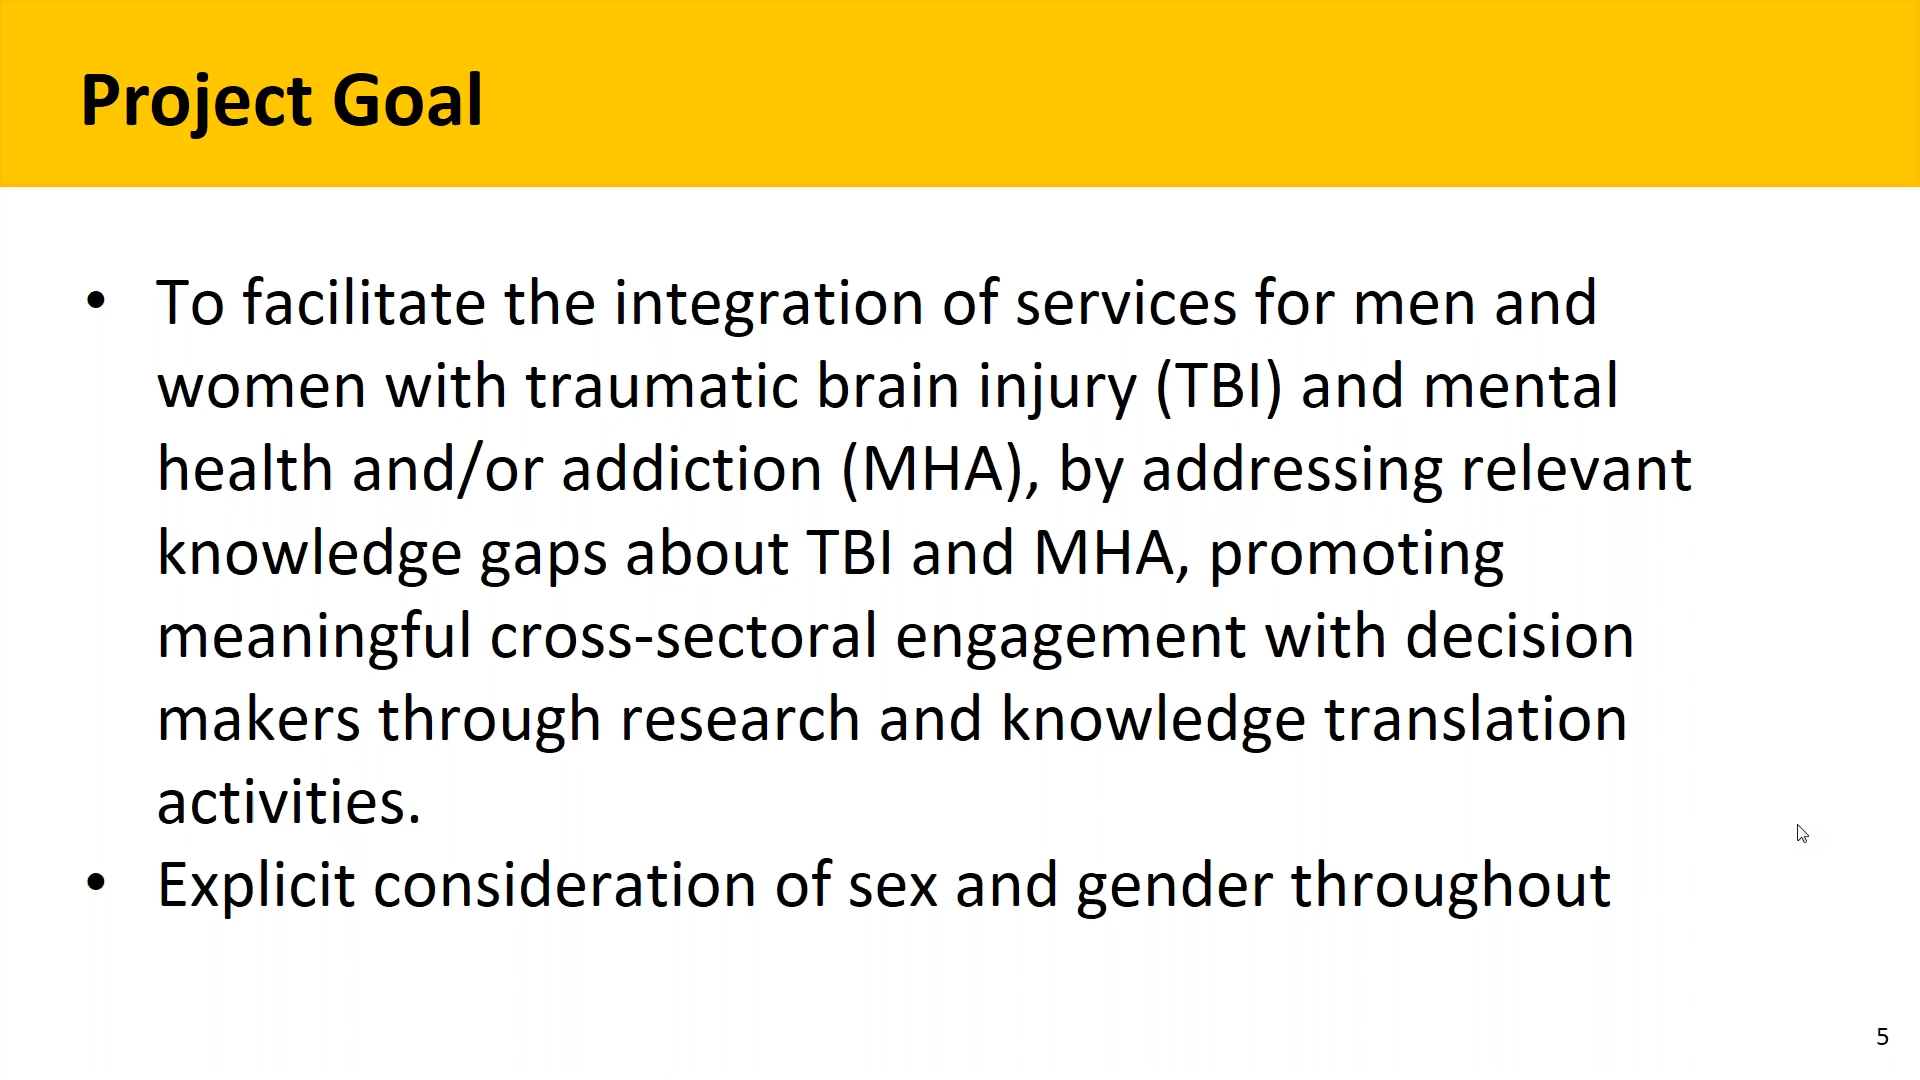 Project Goal
• To facilitate the integration of services for men and
women with traumatic brain injury (TBI) and mental
health and/or addiction (MHA), by addressing relevant
knowledge gaps about TBI and MHA, promoting
meaningful cross-sectoral engagement with decision
makers through research and knowledge translation
activities.
• Explicit consideration of sex and gender throughout
5